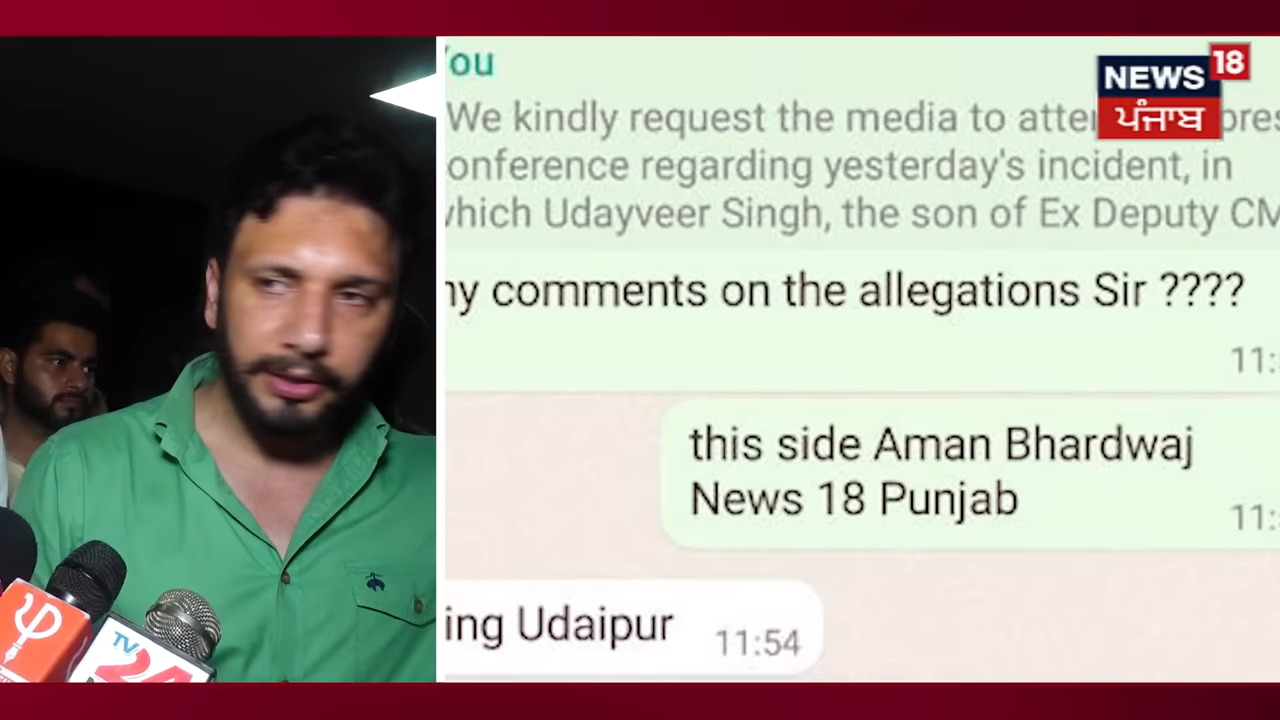 You
We kindly request the media to atte
pres
onference regarding yesterday's incident, in
which Udayveer Singh, the son of Ex Deputy CM
ny comments on the allegations Sir ????
11:
this side Aman Bhardwaj
News 18 Punjab
11:
ing Udaipur
11:54
NEWS 18
ਪੰਜਾਬ
TV
24